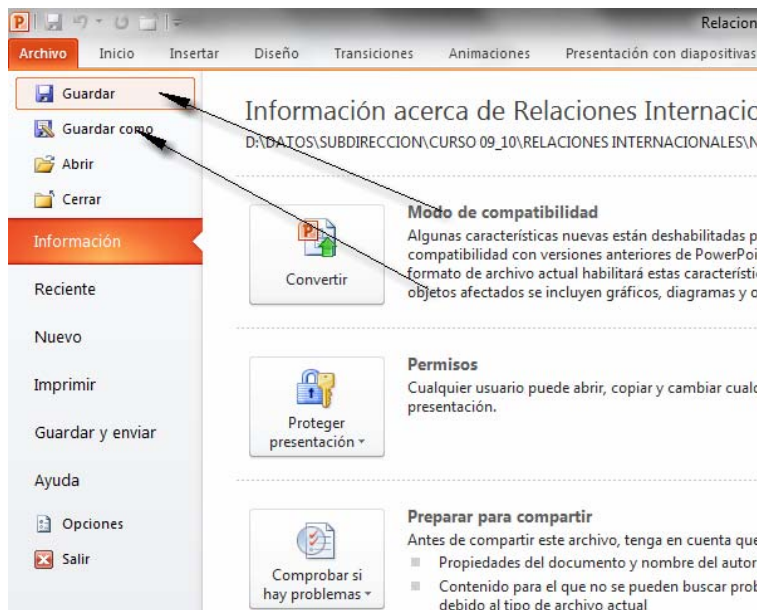 Relacion
Archivo Inicio Insertar Diseño Transiciones Animaciones Presentación con diapositivas
Guardar
Guardar como
Abrir
Cerrar
Información
Reciente
Nuevo
Imprimir
Guardar y enviar
Ayuda
Opciones
Salir
Información acerca de Relaciones Internacio
D:\DATOS\SUBDIRECCION\CURSO 09_10\RELACIONES INTERNACIONALES\N
Convertir
Modo de compatibilidad
Algunas características nuevas están deshabilitadas p
compatibilidad con versiones anteriores de PowerPoi
formato de archivo actual habilitará estas característi
objetos afectados se incluyen gráficos, diagramas y o
Proteger
presentación
Permisos
Cualquier usuario puede abrir, copiar y cambiar cualq
presentación.
Comprobar si
hay problemas
Preparar para compartir
Antes de compartir este archivo, tenga en cuenta que
Propiedades del documento y nombre del autor
Contenido para el que no se pueden buscar prob
debido al tipo de archivo actual